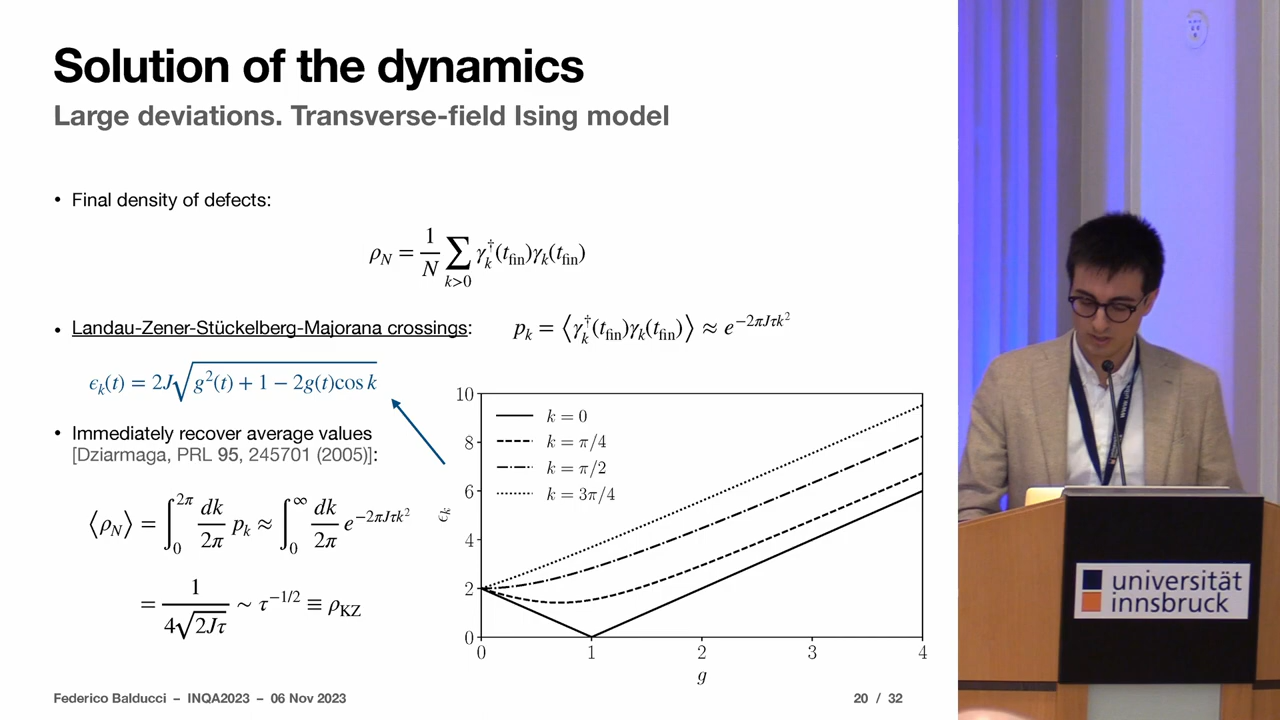 Solution of the dynamics
Large deviations. Transverse-field Ising model
• Final density of defects:
ρ_N = 1/N ∑_{k>0} γ_k^†(t_fin)γ_k(t_fin)
• Landau-Zener-Stückelberg-Majorana crossings: p_k = ⟨γ_k^†(t_fin)γ_k(t_fin)⟩ ≈ e^{−2πJτk²}
ϵ_k(t) = 2J√(g²(t) + 1 − 2g(t)cos k)
• Immediately recover average values
[Dziarmaga, PRL 95, 245701 (2005)]:
⟨ρ_N⟩ = ∫_0^{2π} dk/2π p_k ≈ ∫_0^∞ dk/2π e^{−2πJτk²}
= 1/(4√(2Jτ)) ~ τ^{−1/2} ≡ ρ_KZ
k = 0
k = π/4
k = π/2
k = 3π/4
10
8
6
4
2
0
ϵ_k
0 1 2 3 4
g
Federico Balducci – INQA2023 – 06 Nov 2023
20 / 32
universität
innsbruck